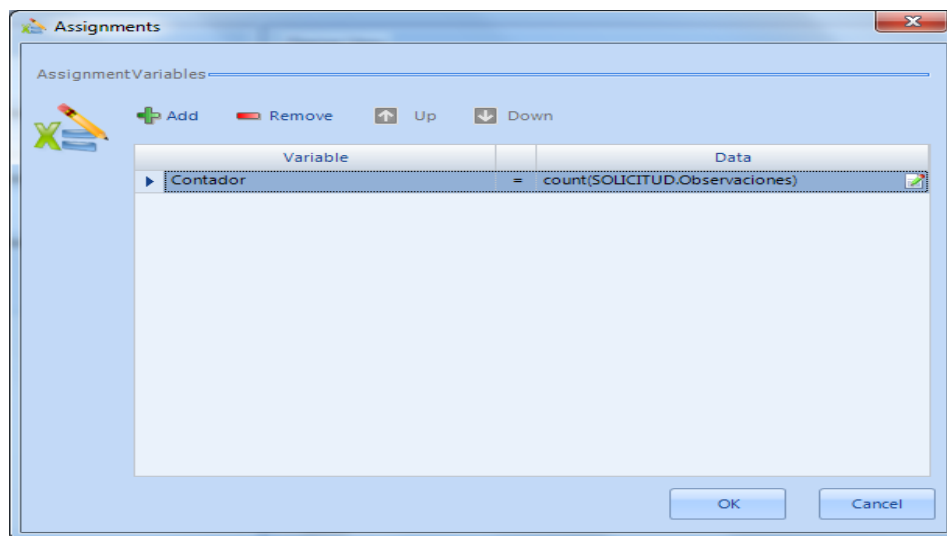 Assignments
AssignmentVariables
Add Remove Up Down
Variable Data
Contador = count(SOLICITUD.Observaciones)
OK Cancel